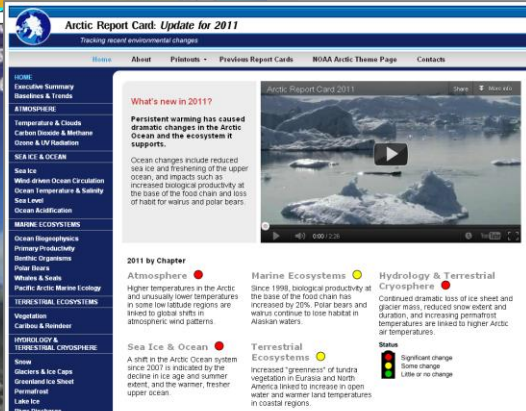 Arctic Report Card: Update for 2011
Tracking recent environmental changes
Home About Printouts Previous Report Cards NOAA Arctic Theme Page Contacts
HOME
Executive Summary
Baselines & Trends
ATMOSPHERE
Temperature & Clouds
Carbon Dioxide & Methane
Ozone & UV Radiation
SEA ICE & OCEAN
Sea Ice
Wind-driven Ocean Circulation
Ocean Temperature & Salinity
Sea Level
Ocean Acidification
MARINE ECOSYSTEMS
Ocean Biogeophysics
Primary Productivity
Benthic Organisms
Polar Bears
Whales & Seals
Pacific Arctic Marine Ecology
TERRESTRIAL ECOSYSTEMS
Vegetation
Caribou & Reindeer
HYDROLOGY &
TERRESTRIAL CRYOSPHERE
Snow
Glaciers & Ice Caps
Greenland Ice Sheet
Permafrost
Lake Ice
River Discharge
What's new in 2011?
Persistent warming has caused
dramatic changes in the Arctic
Ocean and the ecosystem it
supports.
Ocean changes include reduced
sea ice and freshening of the upper
ocean, and impacts such as
increased biological productivity at
the base of the food chain and loss
of habit for walrus and polar bears.
Arctic Report Card 2011
Share
More info
0:00 / 2:26
YouTube
2011 by Chapter
Atmosphere
Higher temperatures in the Arctic
and unusually lower temperatures
in some low latitude regions are
linked to global shifts in
atmospheric wind patterns.
Marine Ecosystems
Since 1998, biological productivity at
the base of the food chain has
increased by 20%. Polar bears and
walrus continue to lose habitat in
Alaskan waters.
Hydrology & Terrestrial
Cryosphere
Continued dramatic loss of ice sheet and
glacier mass, reduced snow extent and
duration, and increasing permafrost
temperatures are linked to higher Arctic
air temperatures.
Sea Ice & Ocean
A shift in the Arctic Ocean system
since 2007 is indicated by the
decline in ice age and summer
extent, and the warmer, fresher
upper ocean.
Terrestrial
Ecosystems
Increased "greenness" of tundra
vegetation in Eurasia and North
America linked to increase in open
water and warmer land temperatures
in coastal regions.
Status
Significant change
Some change
Little or no change